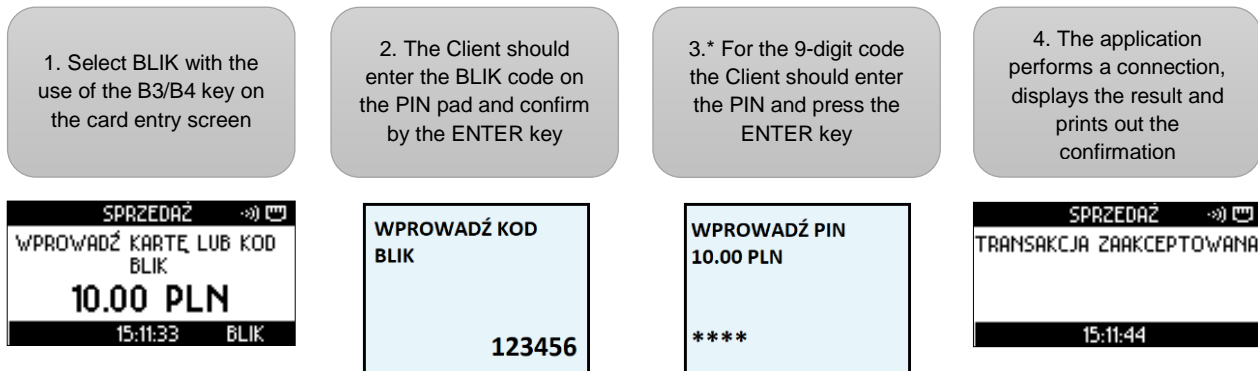 1. Select BLIK with the
use of the B3/B4 key on
the card entry screen
2. The Client should
enter the BLIK code on
the PIN pad and confirm
by the ENTER key
3.* For the 9-digit code
the Client should enter
the PIN and press the
ENTER key
4. The application
performs a connection,
displays the result and
prints out the
confirmation
SPRZEDAŻ
WPROWADŹ KARTĘ LUB KOD
BLIK
10.00 PLN
15:11:33 BLIK
WPROWADŹ KOD
BLIK
123456
WPROWADŹ PIN
10.00 PLN
****
SPRZEDAŻ
TRANSAKCJA ZAAKCEPTOWANA
15:11:44